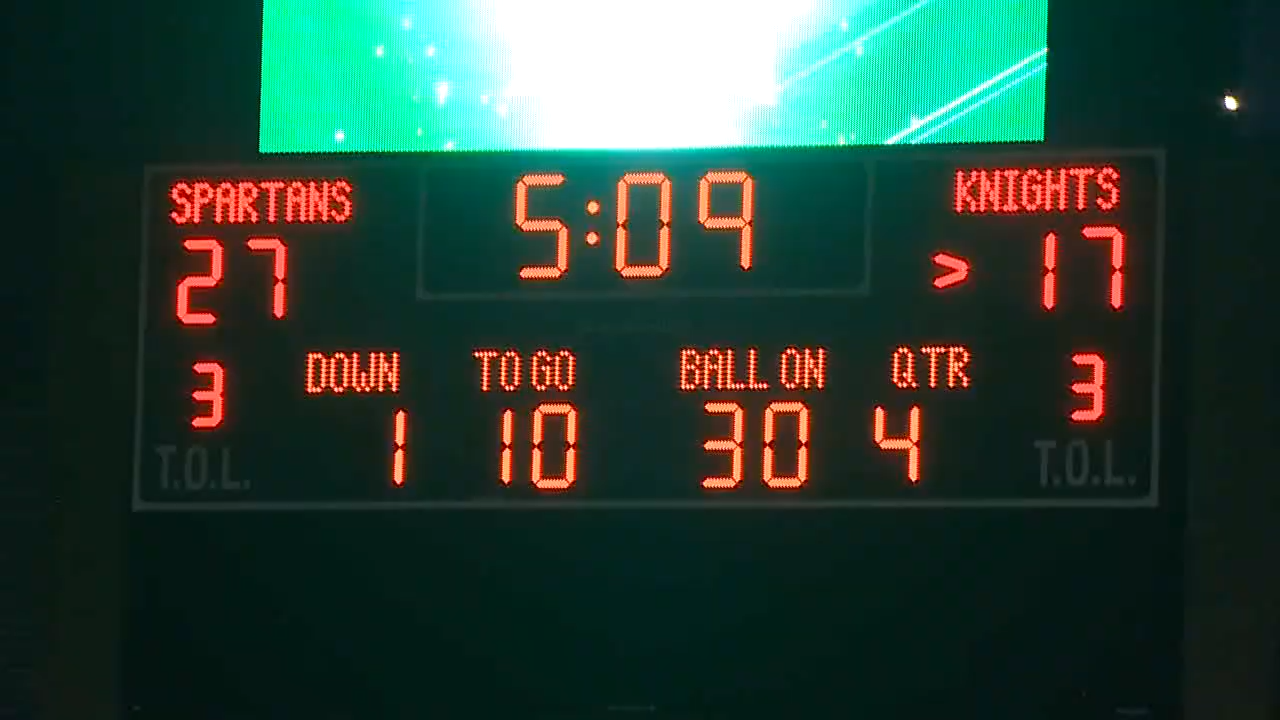 SPARTANS 5:09 KNIGHTS
27 > 17
DOWN TO GO BALL ON QTR
3 1 10 30 4 3
T.O.L. T.O.L.